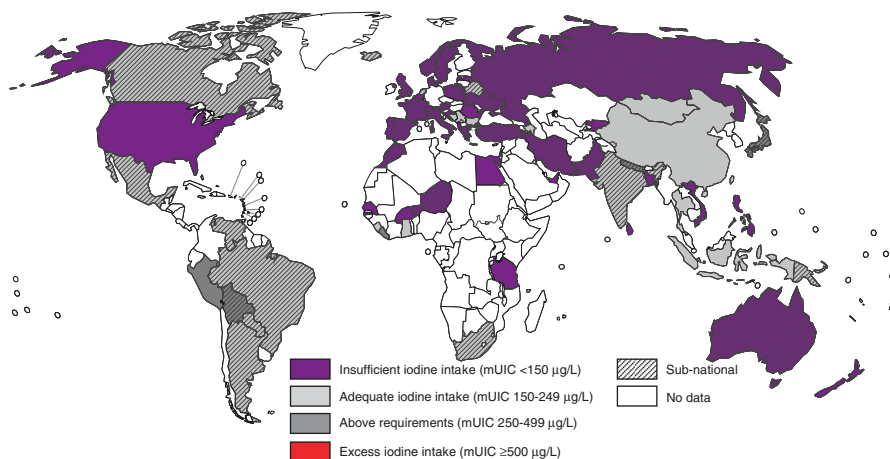 Insufficient iodine intake (mUIC <150 µg/L)
Adequate iodine intake (mUIC 150-249 µg/L)
Above requirements (mUIC 250-499 µg/L)
Excess iodine intake (mUIC ≥500 µg/L)
Sub-national
No data